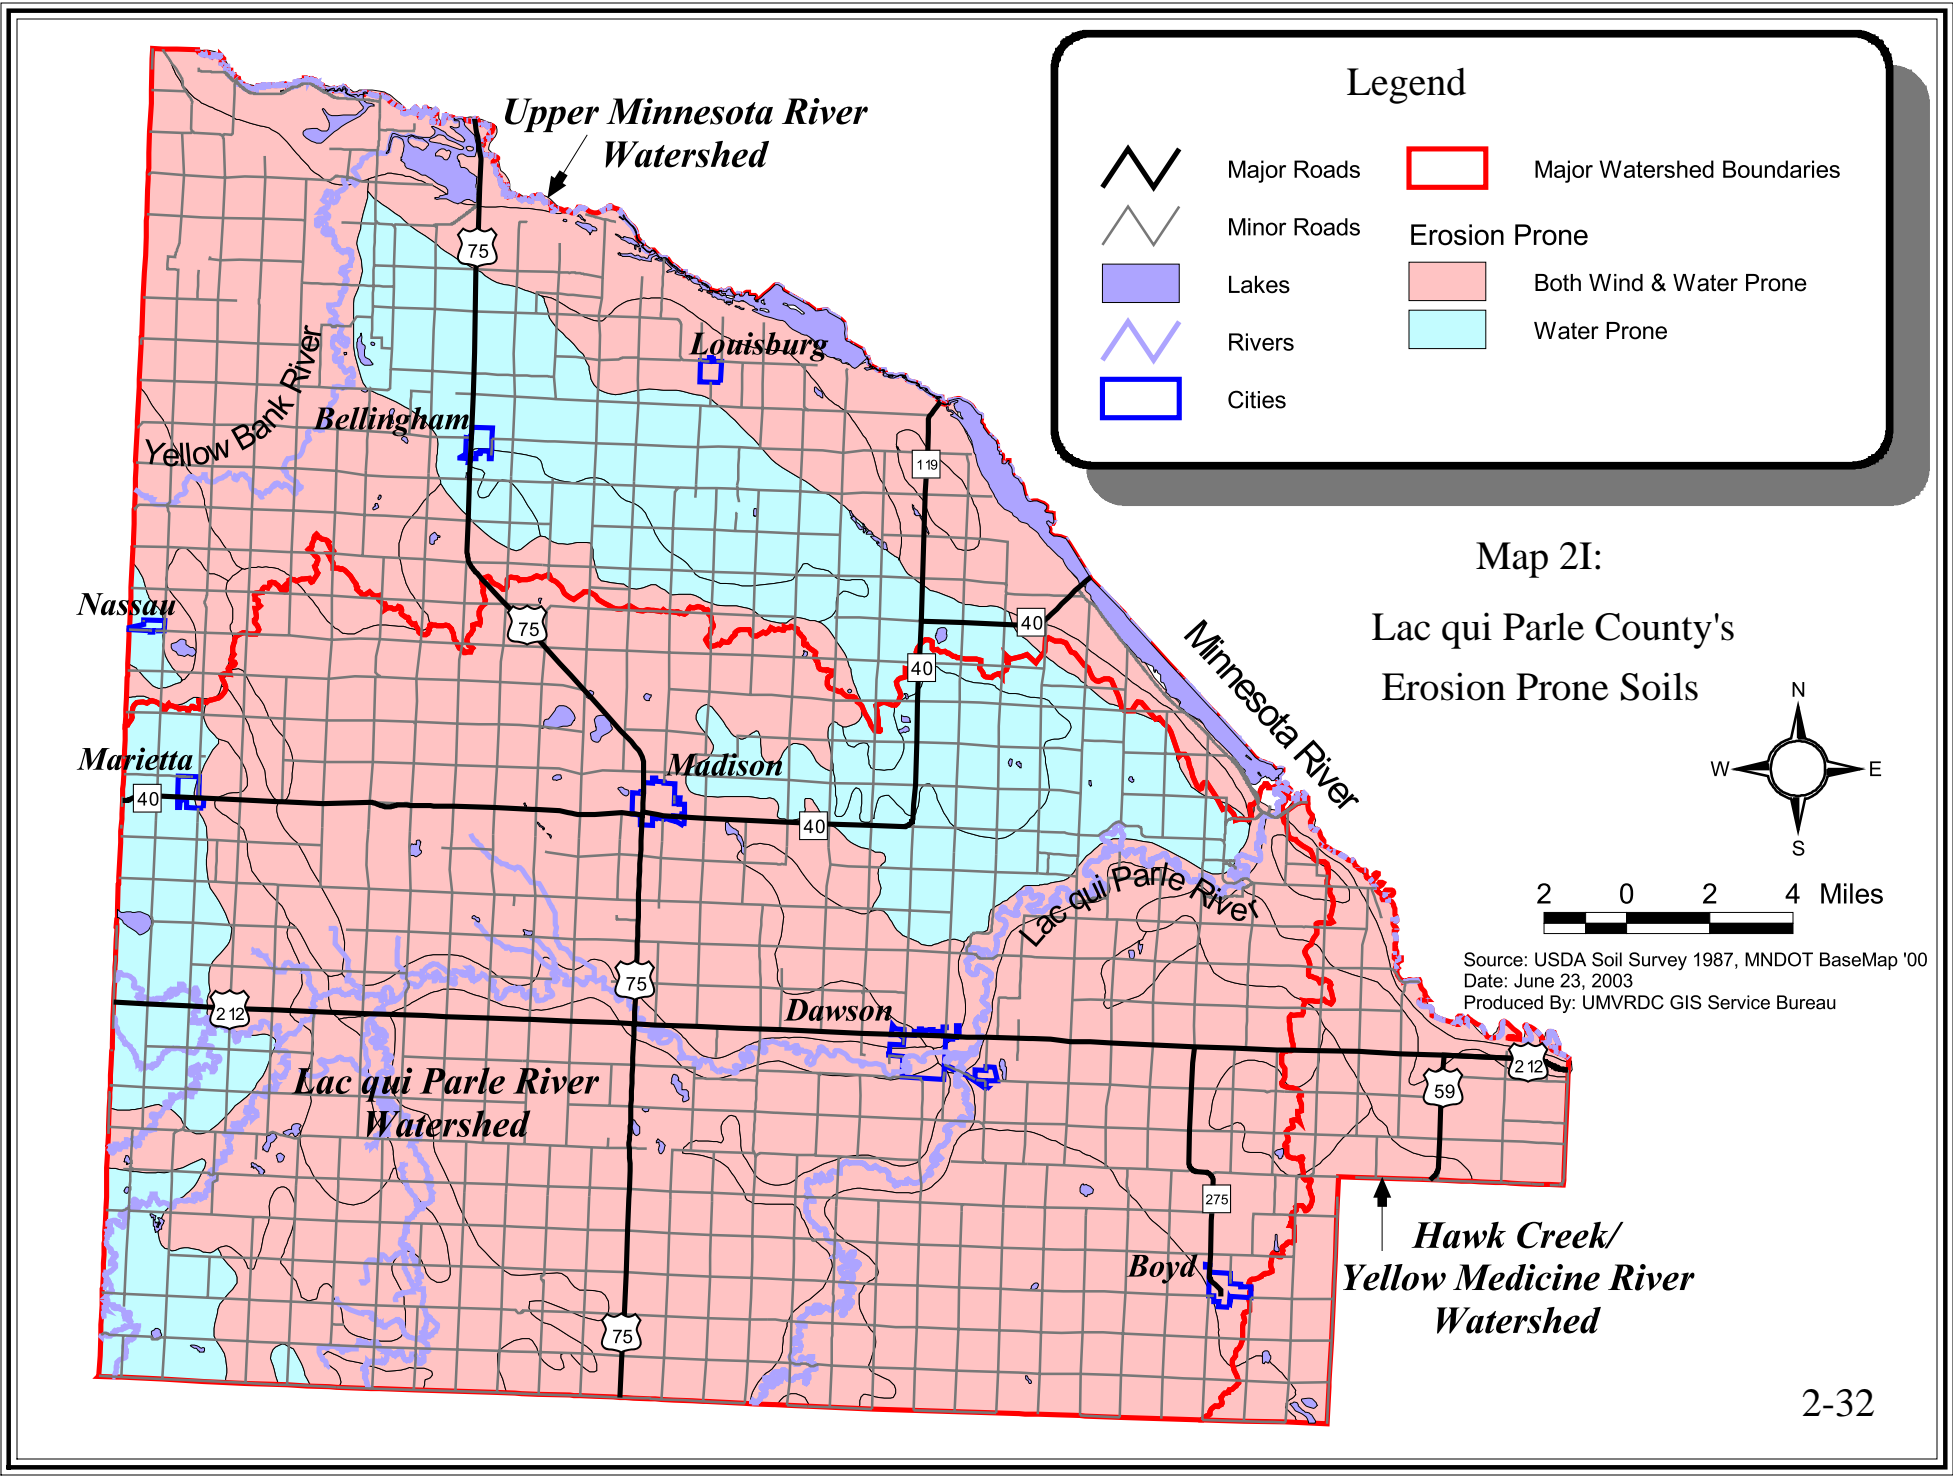 Legend
Major Roads
Minor Roads
Lakes
Rivers
Cities
Major Watershed Boundaries
Erosion Prone
Both Wind & Water Prone
Water Prone
Upper Minnesota River
Watershed
75
Louisburg
Yellow Bank River
Bellingham
119
Map 2I:
Lac qui Parle County's
Erosion Prone Soils
Nassau
75
40
40
Minnesota River
N
W
E
S
Marietta
40
Madison
40
Lac qui Parle River
2 0 2 4 Miles
Source: USDA Soil Survey 1987, MNDOT BaseMap '00
Date: June 23, 2003
Produced By: UMVRDC GIS Service Bureau
75
212
Dawson
212
59
Lac qui Parle River
Watershed
275
Boyd
Hawk Creek/
Yellow Medicine River
Watershed
75
2-32